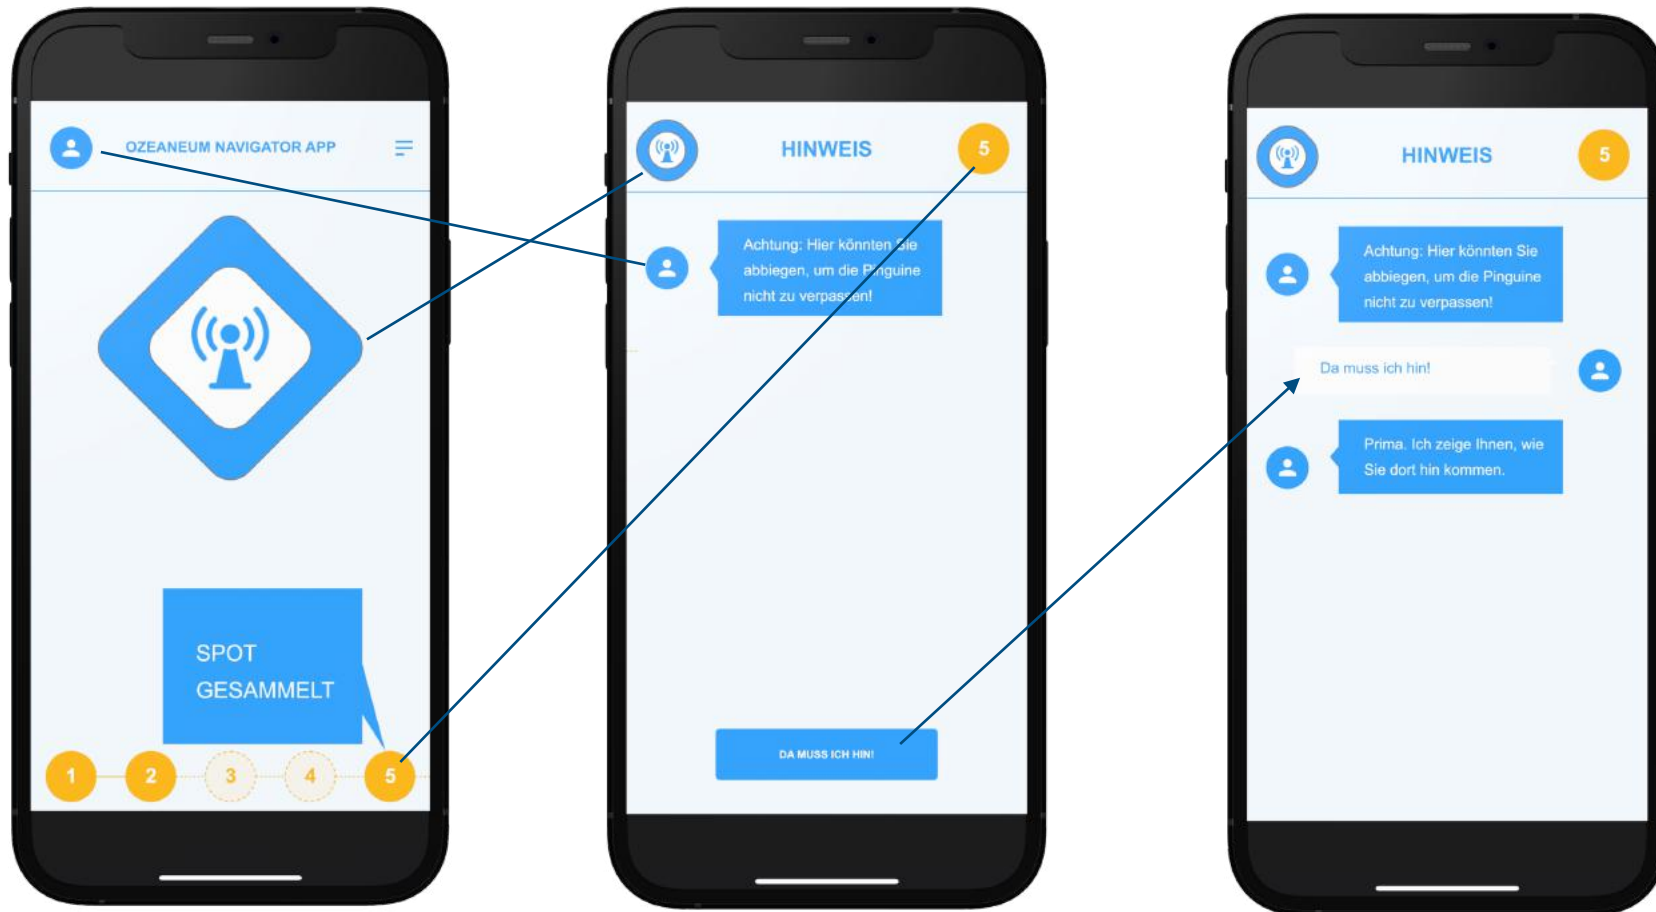 OZEANEUM NAVIGATOR APP
SPOT
GESAMMELT
1 2 3 4 5
HINWEIS
5
Achtung: Hier könnten Sie
abbiegen, um die Pinguine
nicht zu verpassen!
DA MUSS ICH HIN!
HINWEIS
5
Achtung: Hier könnten Sie
abbiegen, um die Pinguine
nicht zu verpassen!
Da muss ich hin!
Prima. Ich zeige Ihnen, wie
Sie dort hin kommen.